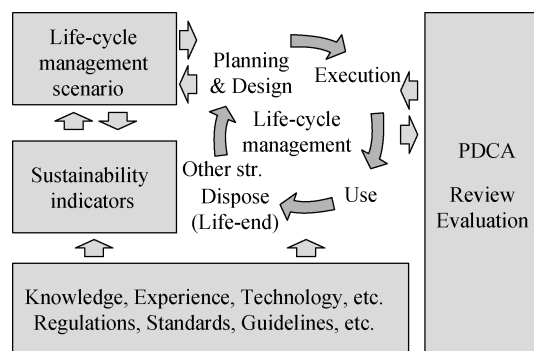 Life-cycle
management
scenario
Planning
& Design
Execution
Life-cycle
management
Other str.
Dispose
(Life-end)
Use
Sustainability
indicators
PDCA
Review
Evaluation
Knowledge, Experience, Technology, etc.
Regulations, Standards, Guidelines, etc.